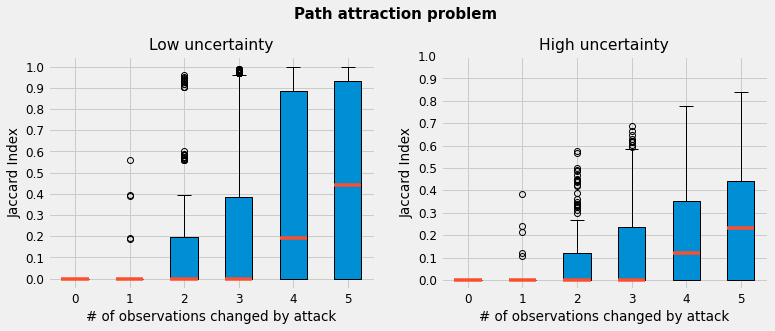 Path attraction problem
Low uncertainty
Jaccard Index
1.0
0.9
0.8
0.7
0.6
0.5
0.4
0.3
0.2
0.1
0.0
0 1 2 3 4 5
# of observations changed by attack
High uncertainty
Jaccard Index
1.0
0.9
0.8
0.7
0.6
0.5
0.4
0.3
0.2
0.1
0.0
0 1 2 3 4 5
# of observations changed by attack